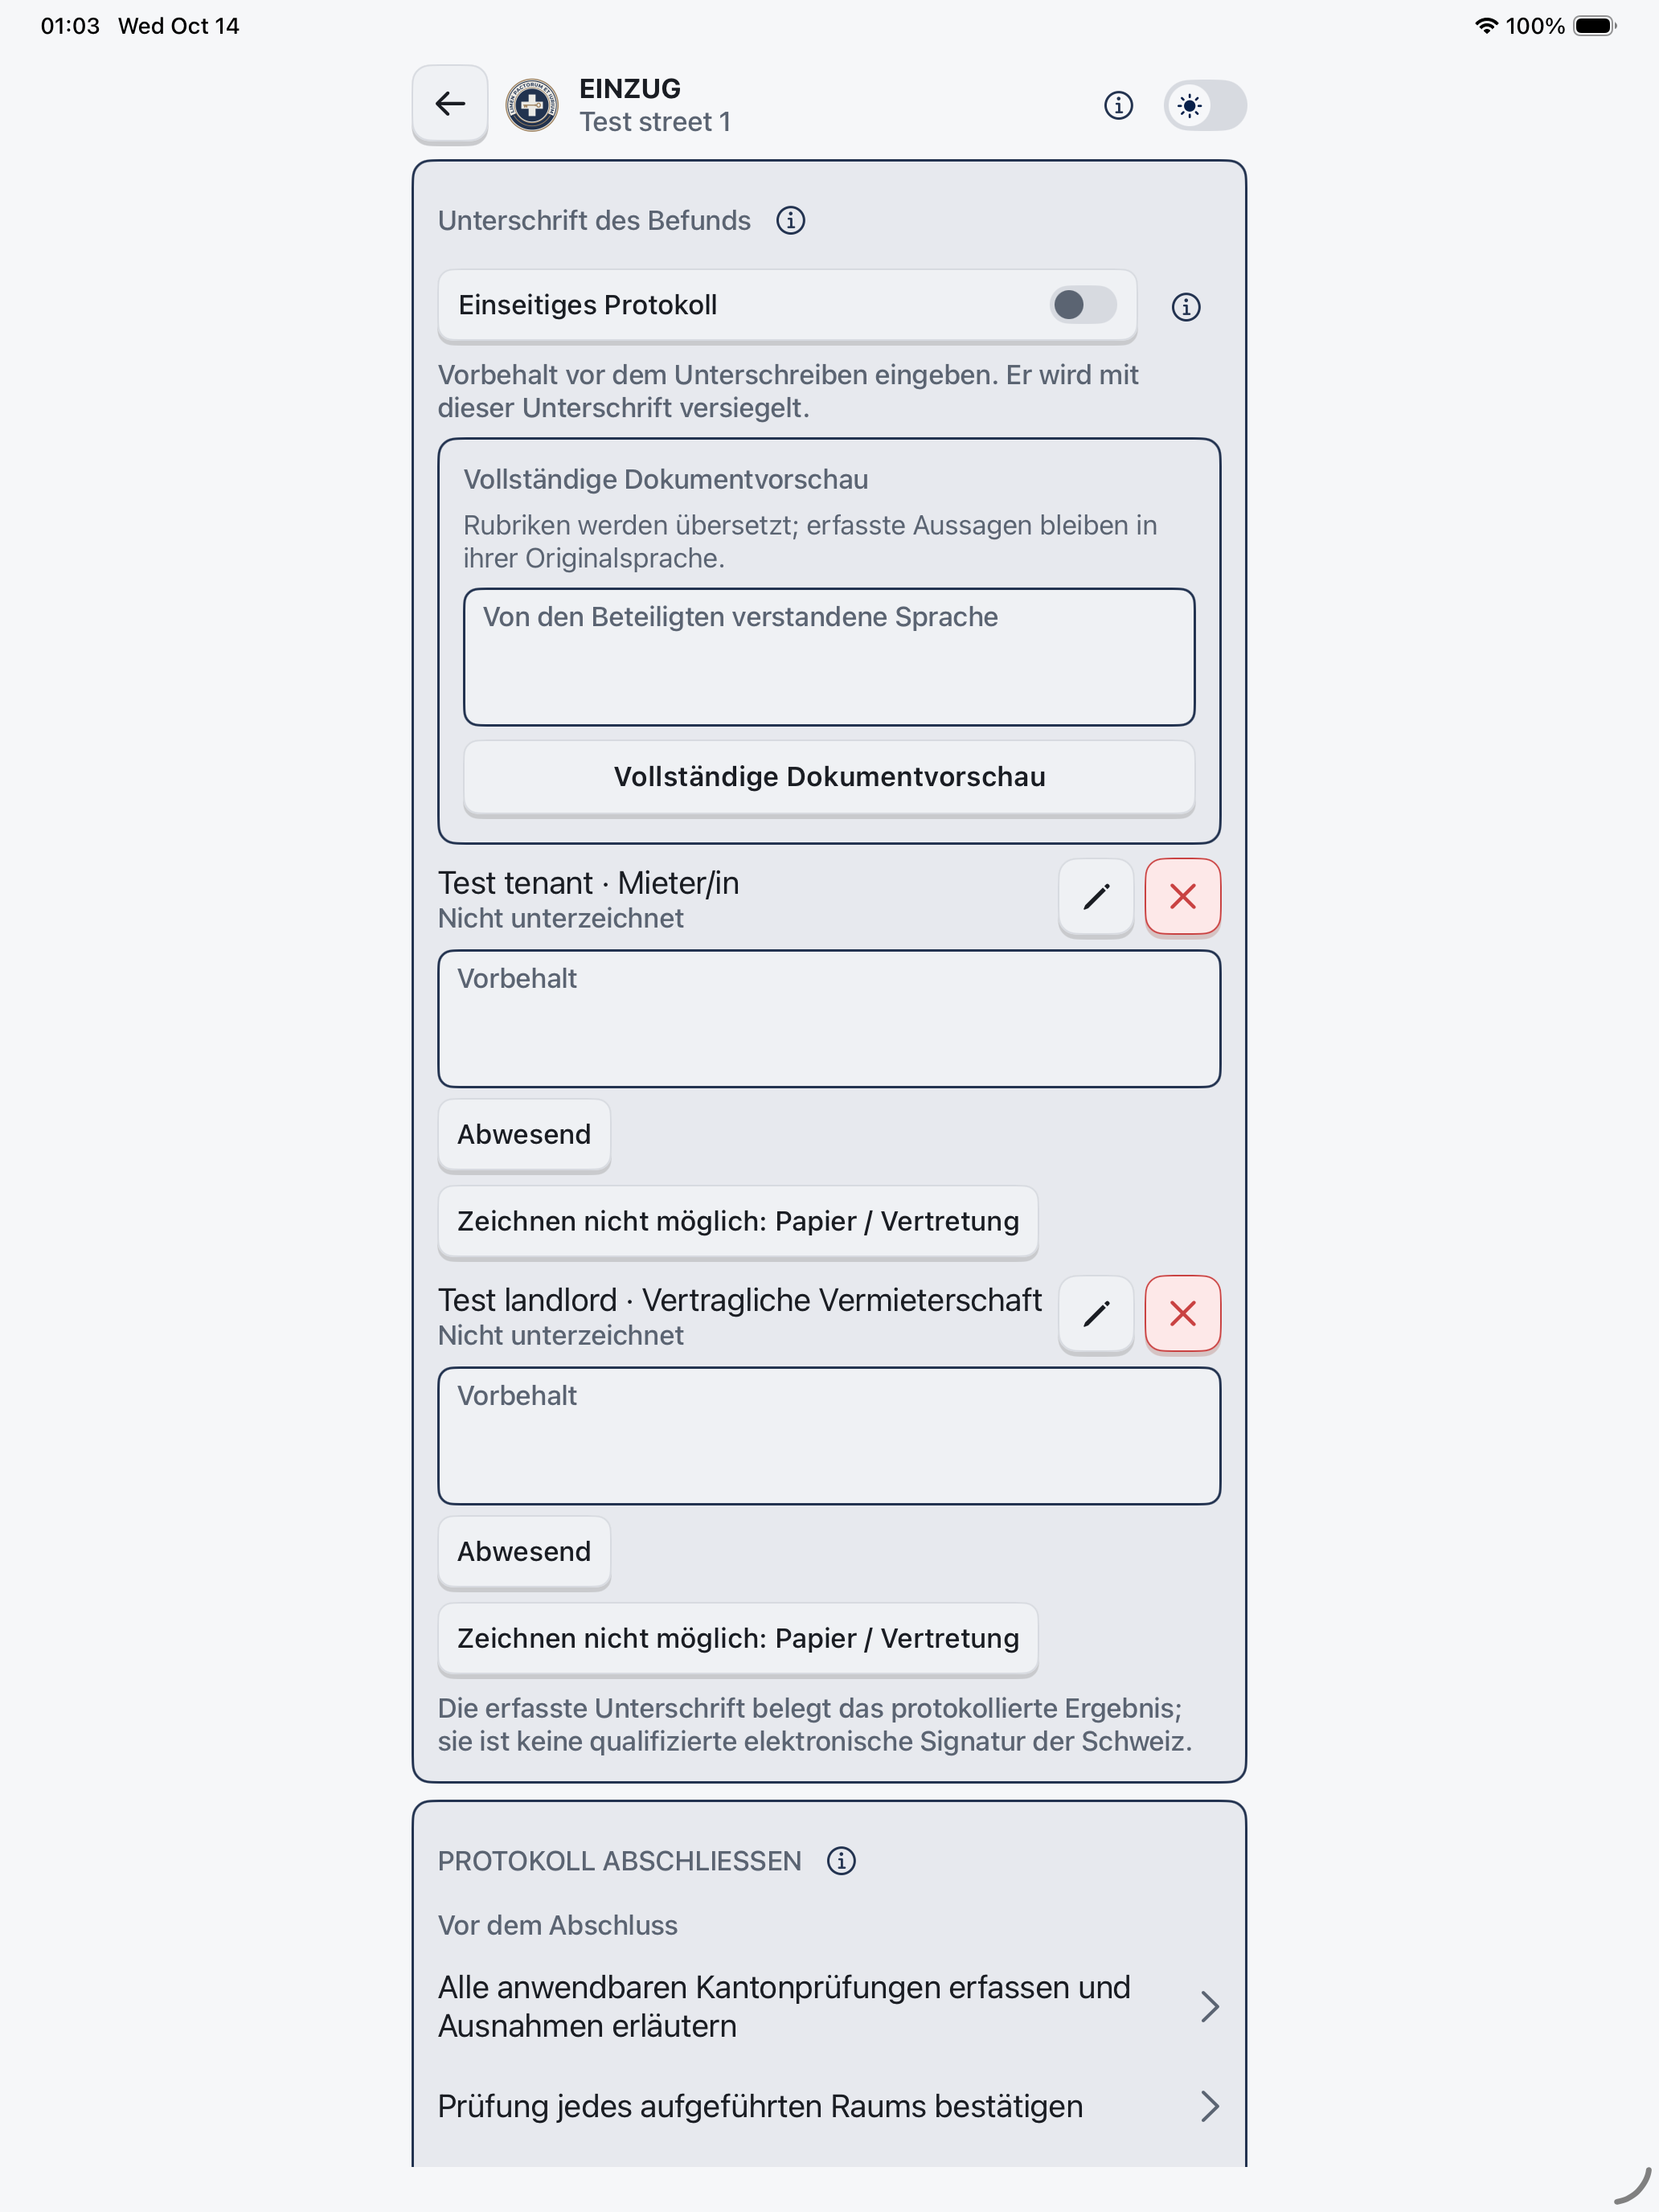 01:03 Wed Oct 14
100%
EINZUG
Test street 1
Unterschrift des Befunds
Einseitiges Protokoll
Vorbehalt vor dem Unterschreiben eingeben. Er wird mit
dieser Unterschrift versiegelt.
Vollständige Dokumentvorschau
Rubriken werden übersetzt; erfasste Aussagen bleiben in
ihrer Originalsprache.
Von den Beteiligten verstandene Sprache
Vollständige Dokumentvorschau
Test tenant · Mieter/in
Nicht unterzeichnet
Vorbehalt
Abwesend
Zeichnen nicht möglich: Papier / Vertretung
Test landlord · Vertragliche Vermieterschaft
Nicht unterzeichnet
Vorbehalt
Abwesend
Zeichnen nicht möglich: Papier / Vertretung
Die erfasste Unterschrift belegt das protokollierte Ergebnis;
sie ist keine qualifizierte elektronische Signatur der Schweiz.
PROTOKOLL ABSCHLIESSEN
Vor dem Abschluss
Alle anwendbaren Kantonprüfungen erfassen und
Ausnahmen erläutern
Prüfung jedes aufgeführten Raums bestätigen